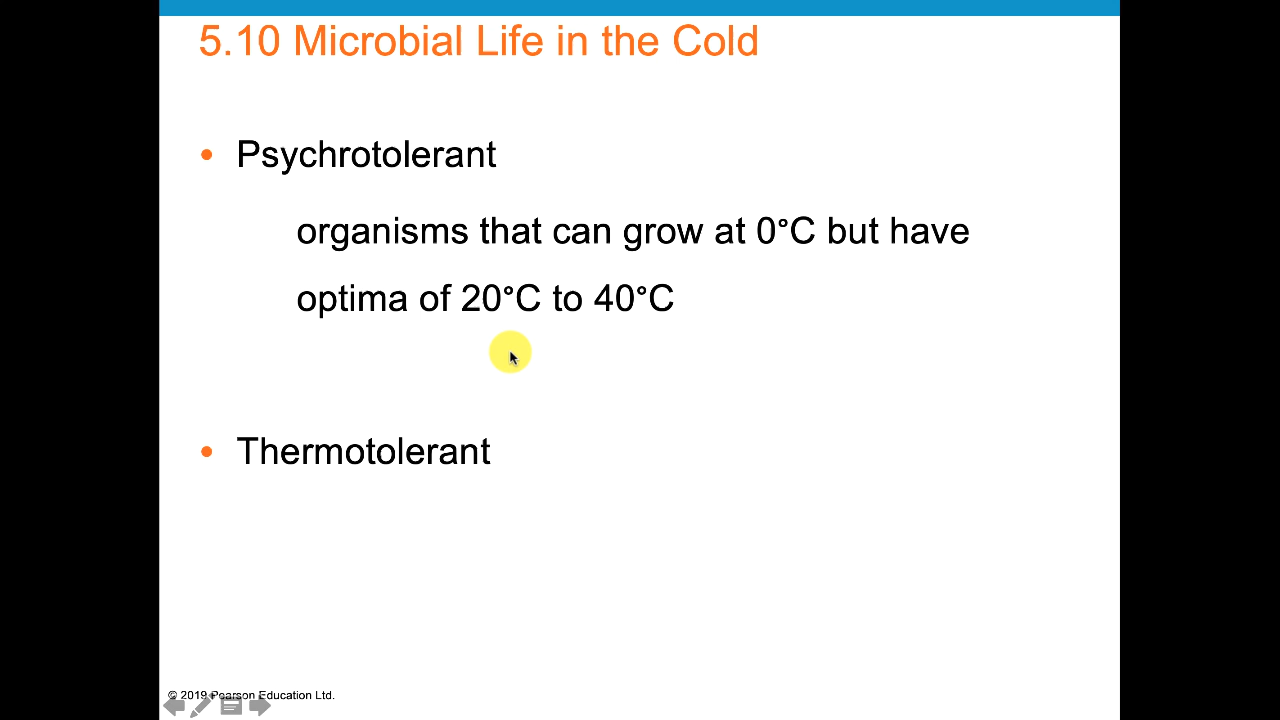 5.10 Microbial Life in the Cold
• Psychrotolerant
organisms that can grow at 0°C but have
optima of 20°C to 40°C
• Thermotolerant
© 2019 Pearson Education Ltd.